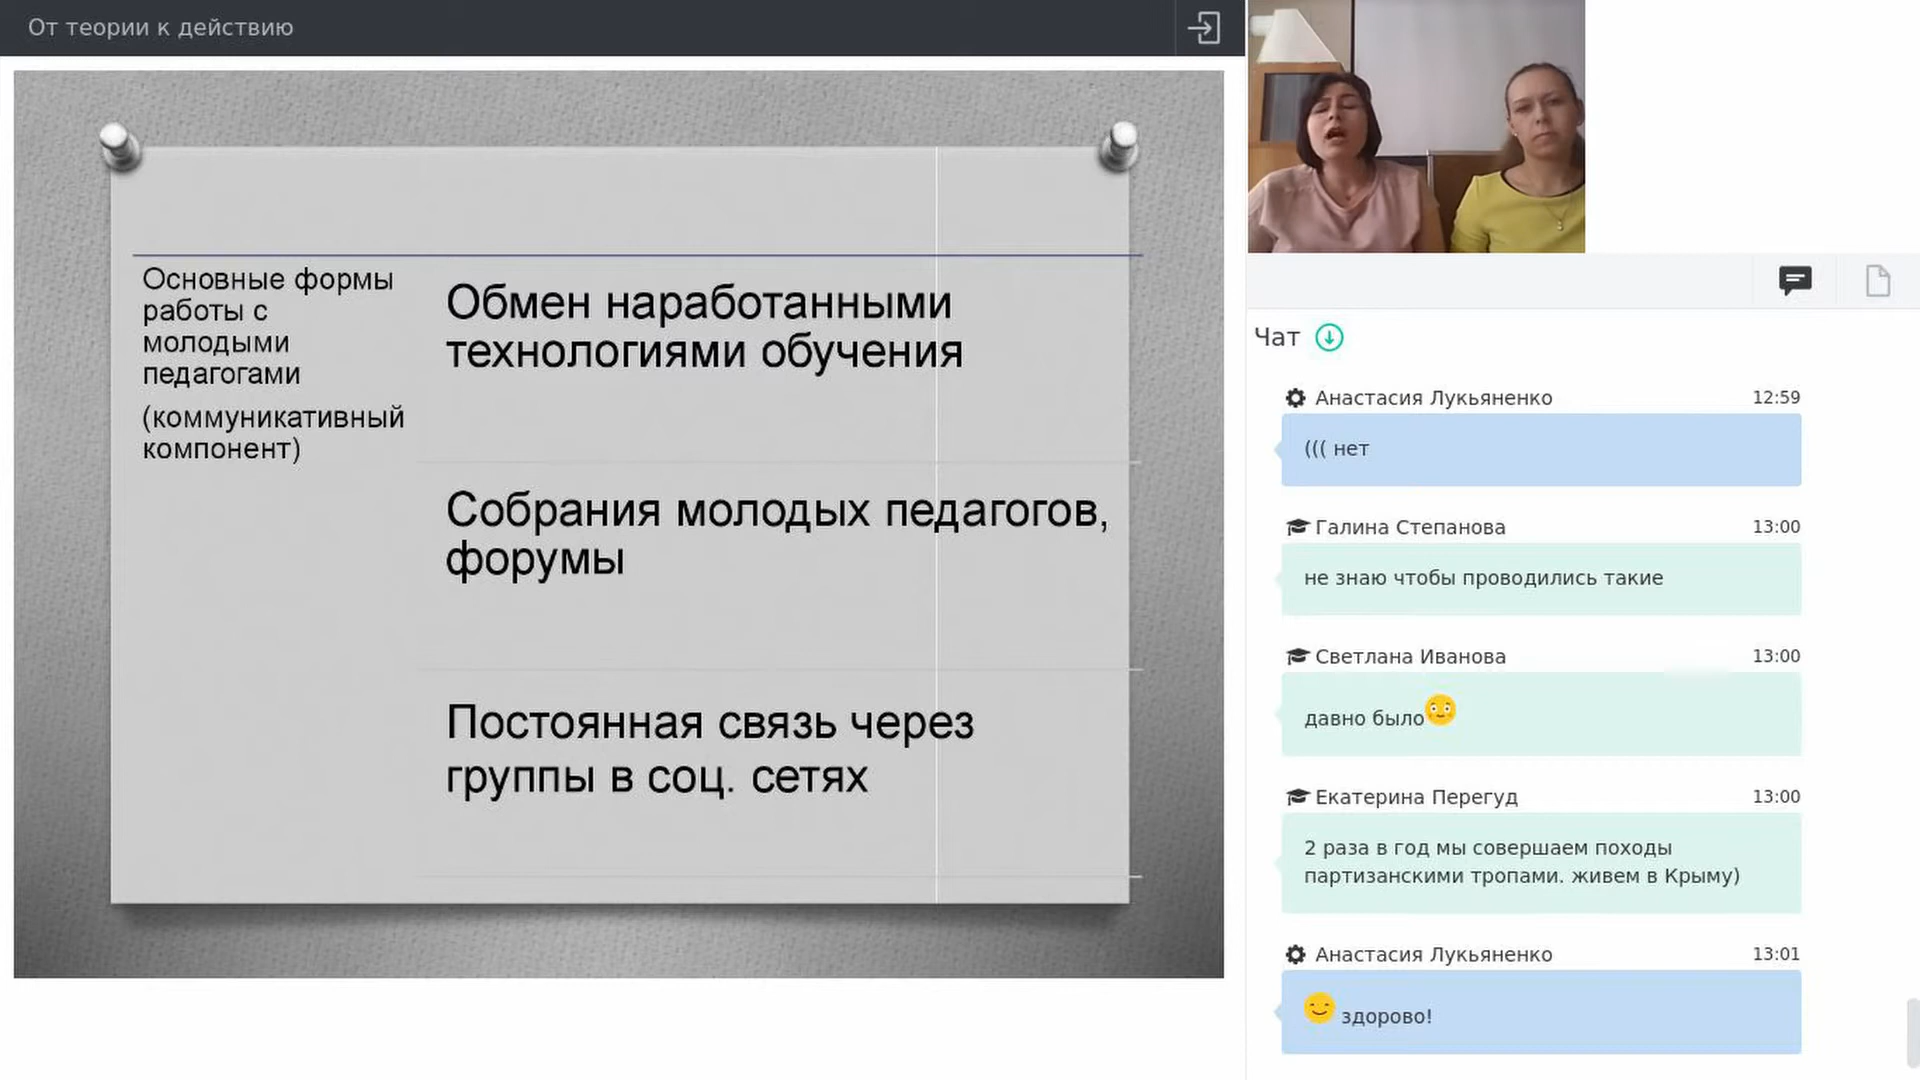 От теории к действию
Основные формы
работы с
молодыми
педагогами
(коммуникативный
компонент)
Обмен наработанными
технологиями обучения
Собрания молодых педагогов,
форумы
Постоянная связь через
группы в соц. сетях
Чат
Анастасия Лукьяненко 12:59
((( нет
Галина Степанова 13:00
не знаю чтобы проводились такие
Светлана Иванова 13:00
давно было
Екатерина Перегуд 13:00
2 раза в год мы совершаем походы
партизанскими тропами. живем в Крыму)
Анастасия Лукьяненко 13:01
здорово!